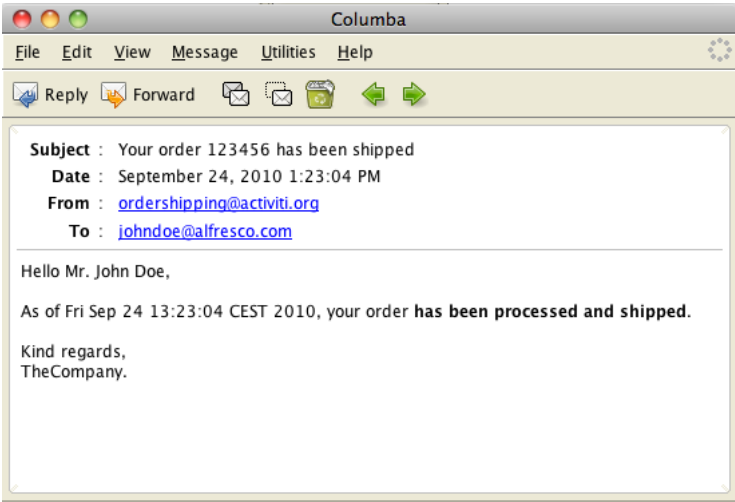 Columba
File Edit View Message Utilities Help
Reply Forward
Subject : Your order 123456 has been shipped
Date : September 24, 2010 1:23:04 PM
From : ordershipping@activiti.org
To : johndoe@alfresco.com
Hello Mr. John Doe,
As of Fri Sep 24 13:23:04 CEST 2010, your order has been processed and shipped.
Kind regards,
TheCompany.